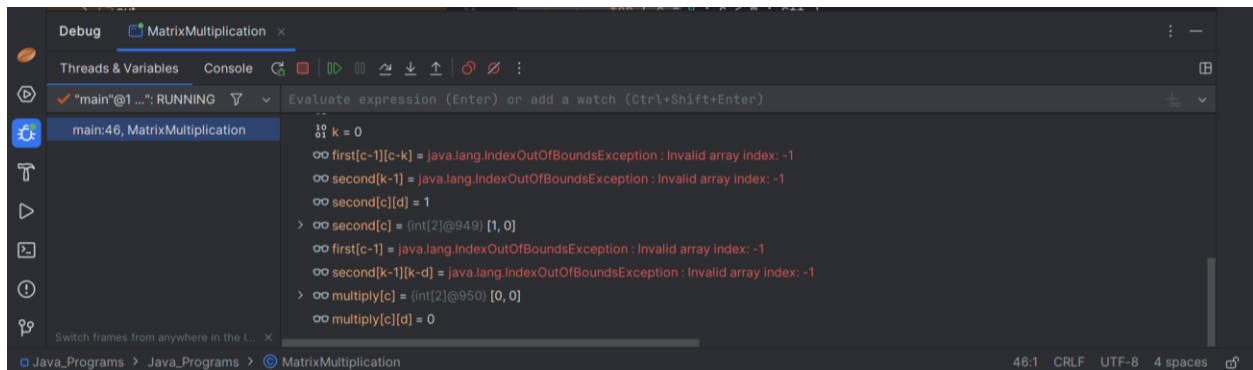 Debug MatrixMultiplication ×
Threads & Variables Console
"main"@1 ...": RUNNING Evaluate expression (Enter) or add a watch (Ctrl+Shift+Enter)
main:46, MatrixMultiplication
k = 0
first[c-1][c-k] = java.lang.IndexOutOfBoundsException : Invalid array index: -1
second[k-1] = java.lang.IndexOutOfBoundsException : Invalid array index: -1
second[c][d] = 1
second[c] = {int[2]@949} [1, 0]
first[c-1] = java.lang.IndexOutOfBoundsException : Invalid array index: -1
second[k-1][k-d] = java.lang.IndexOutOfBoundsException : Invalid array index: -1
multiply[c] = {int[2]@950} [0, 0]
multiply[c][d] = 0
Switch frames from anywhere in the I... ×
Java_Programs > Java_Programs > MatrixMultiplication 46:1 CRLF UTF-8 4 spaces